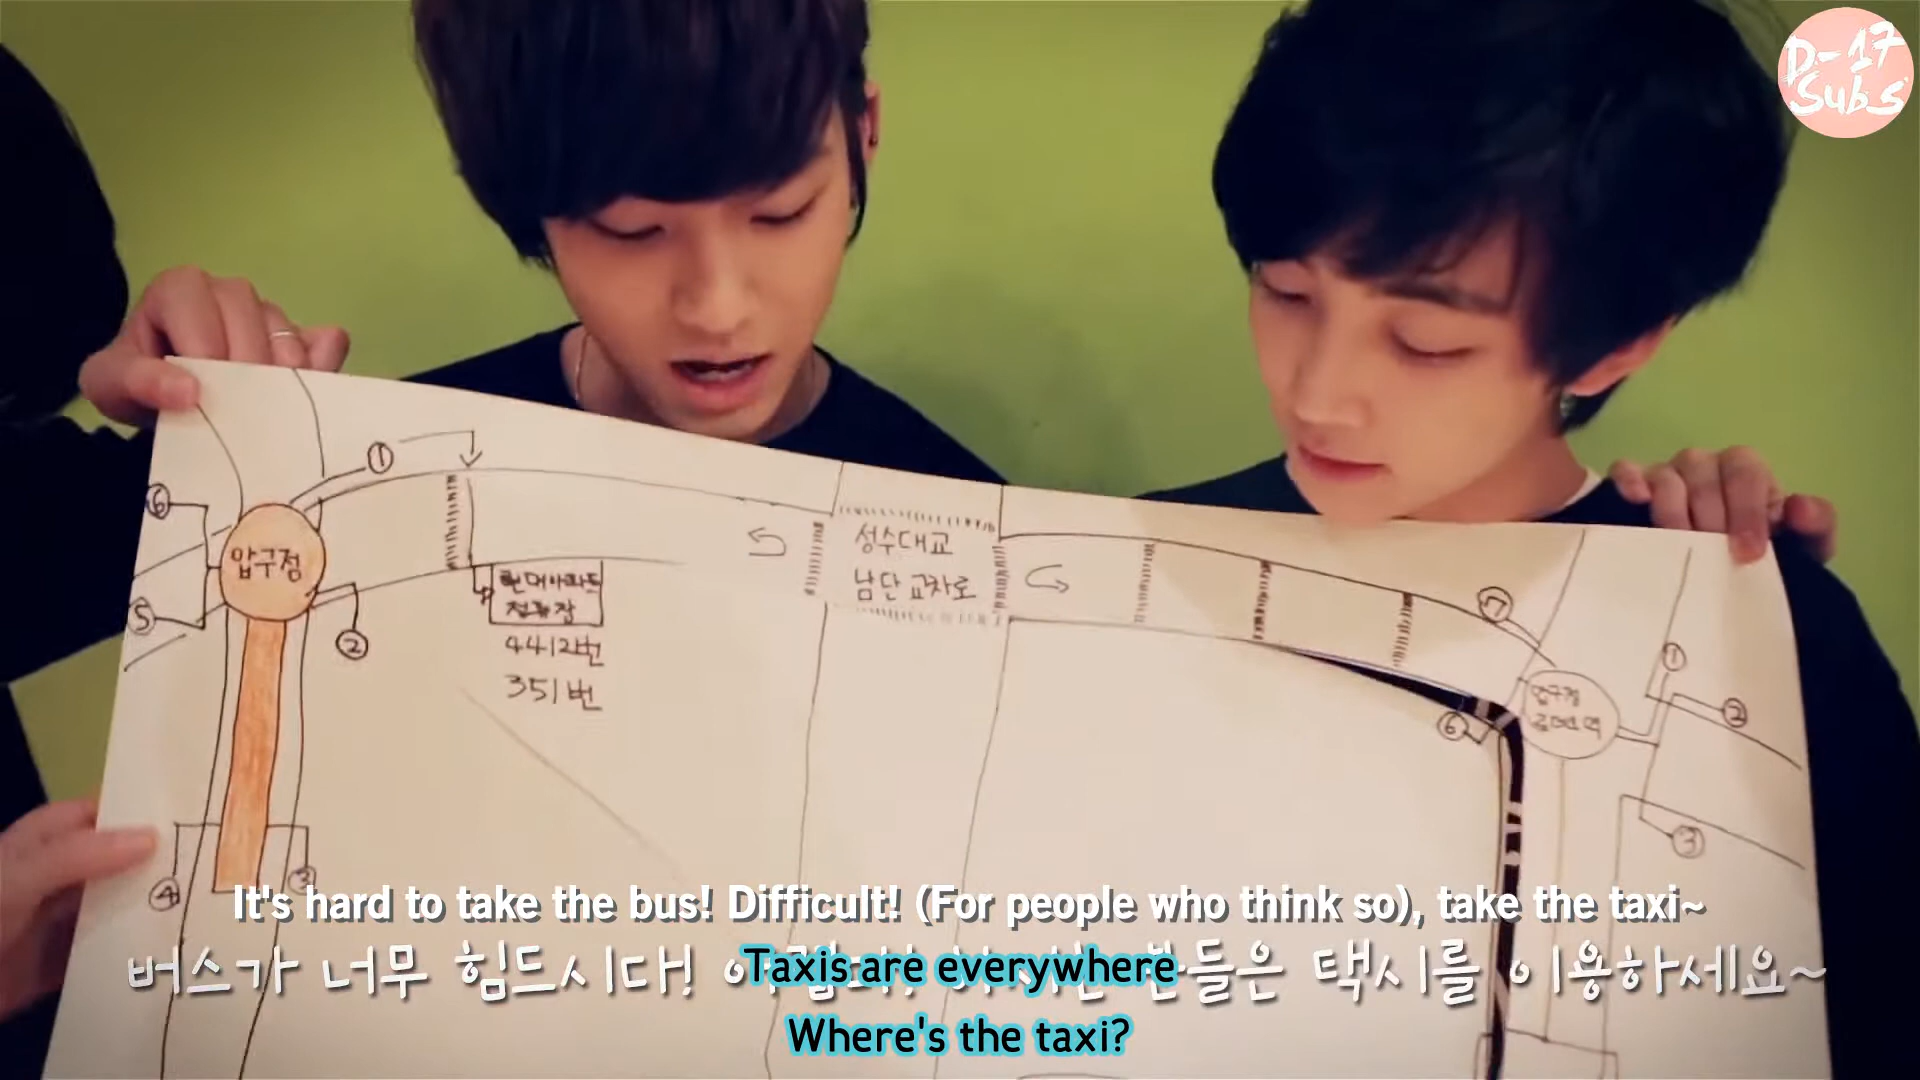 D-17
Subs
①
⑥
압구정
⑤
②
성수대교
남단 교차로
현대아파트
정류장
4412번
351번
⑦
①
②
압구정
로데오역
⑥
③
④
③
It's hard to take the bus! Difficult! (For people who think so), take the taxi~
버스가 너무 힘드시다! 분들은 택시를 이용하세요~
Taxis are everywhere
Where's the taxi?